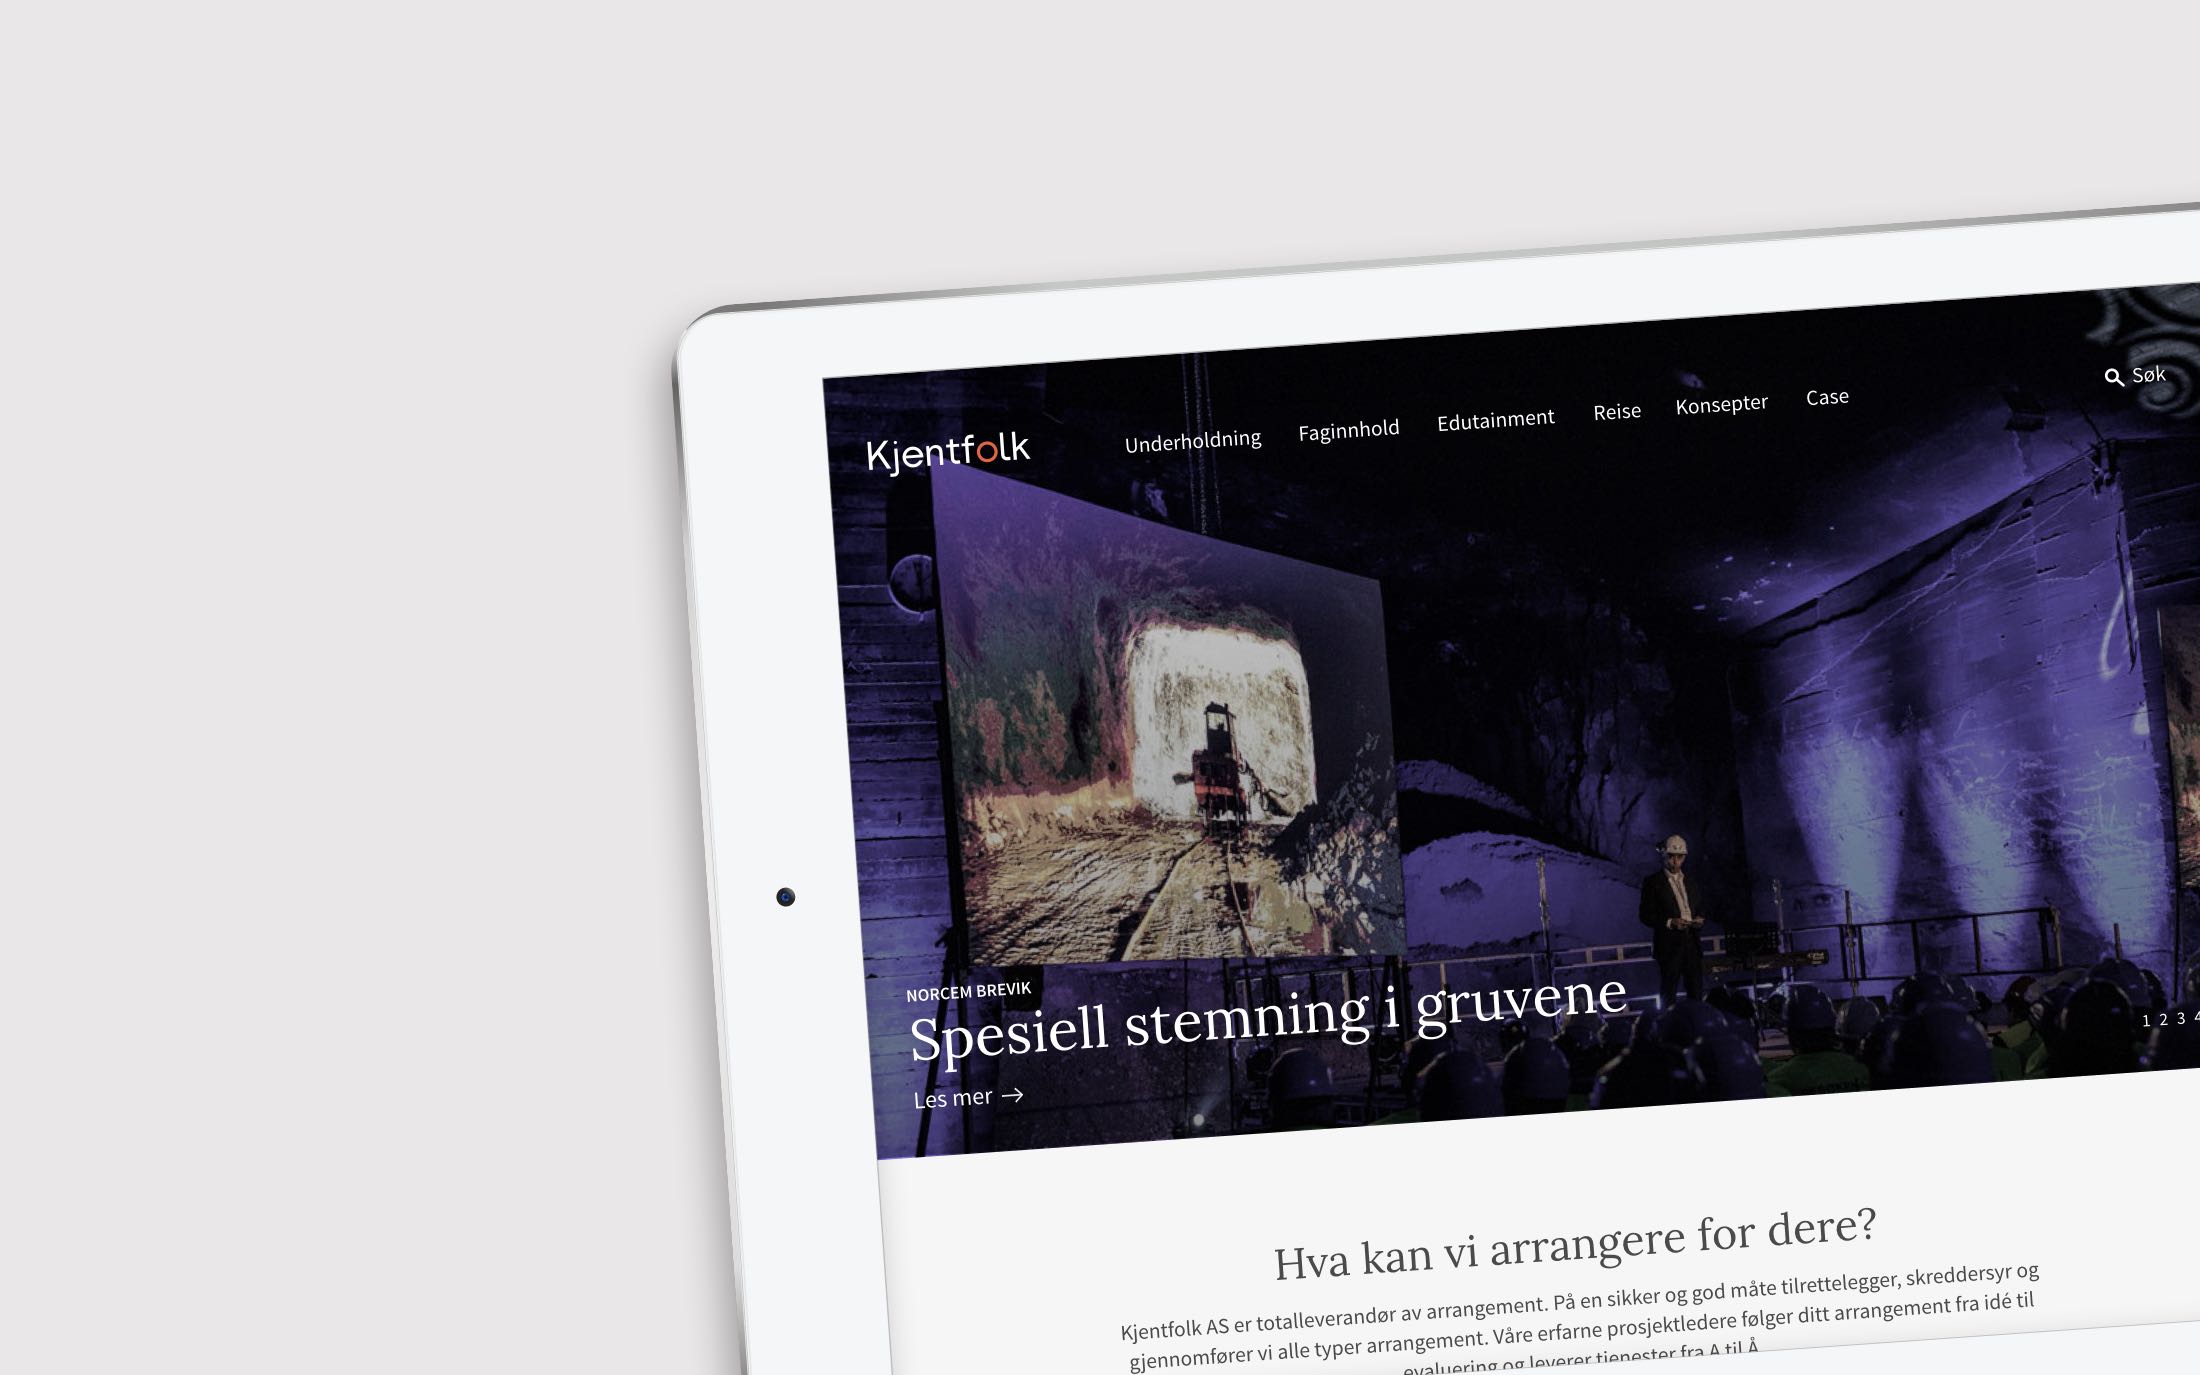 Kjentfolk
Underholdning Faginnhold Edutainment Reise Konsepter Case
Søk
NORCEM BREVIK
Spesiell stemning i gruvene
Les mer →
1 2 3 4
Hva kan vi arrangere for dere?
Kjentfolk AS er totalleverandør av arrangement. På en sikker og god måte tilrettelegger, skreddersyr og
gjennomfører vi alle typer arrangement. Våre erfarne prosjektledere følger ditt arrangement fra idé til
evaluering og leverer tjenester fra A til Å